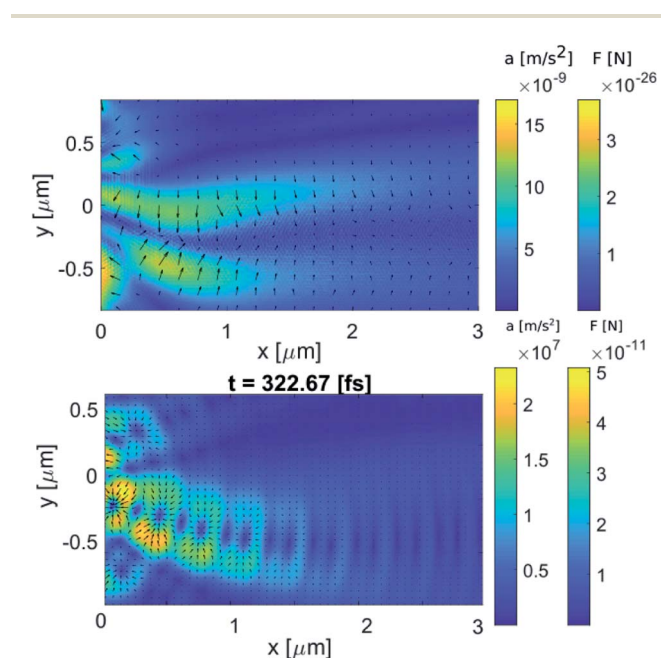 a [m/s²] F [N]
×10⁻⁹ ×10⁻²⁶
15
10
5
3
2
1
0.5
0
-0.5
y [μm]
0 1 2 3
x [μm]
a [m/s²] F [N]
×10⁷ ×10⁻¹¹
t = 322.67 [fs]
2
1.5
1
0.5
5
4
3
2
1
0.5
0
-0.5
y [μm]
0 1 2 3
x [μm]